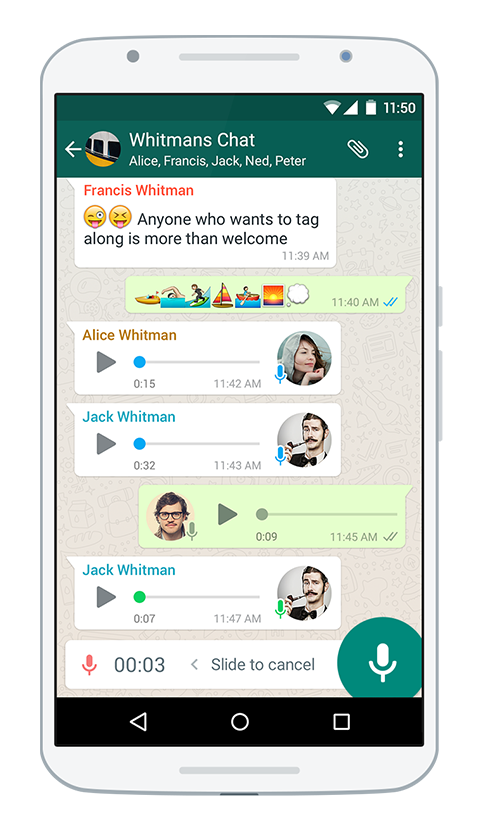 11:50
Whitmans Chat
Alice, Francis, Jack, Ned, Peter
Francis Whitman
😜😝 Anyone who wants to tag
along is more than welcome
11:39 AM
11:40 AM
Alice Whitman
0:15 11:42 AM
Jack Whitman
0:32 11:43 AM
0:09 11:45 AM
Jack Whitman
0:07 11:47 AM
00:03 < Slide to cancel